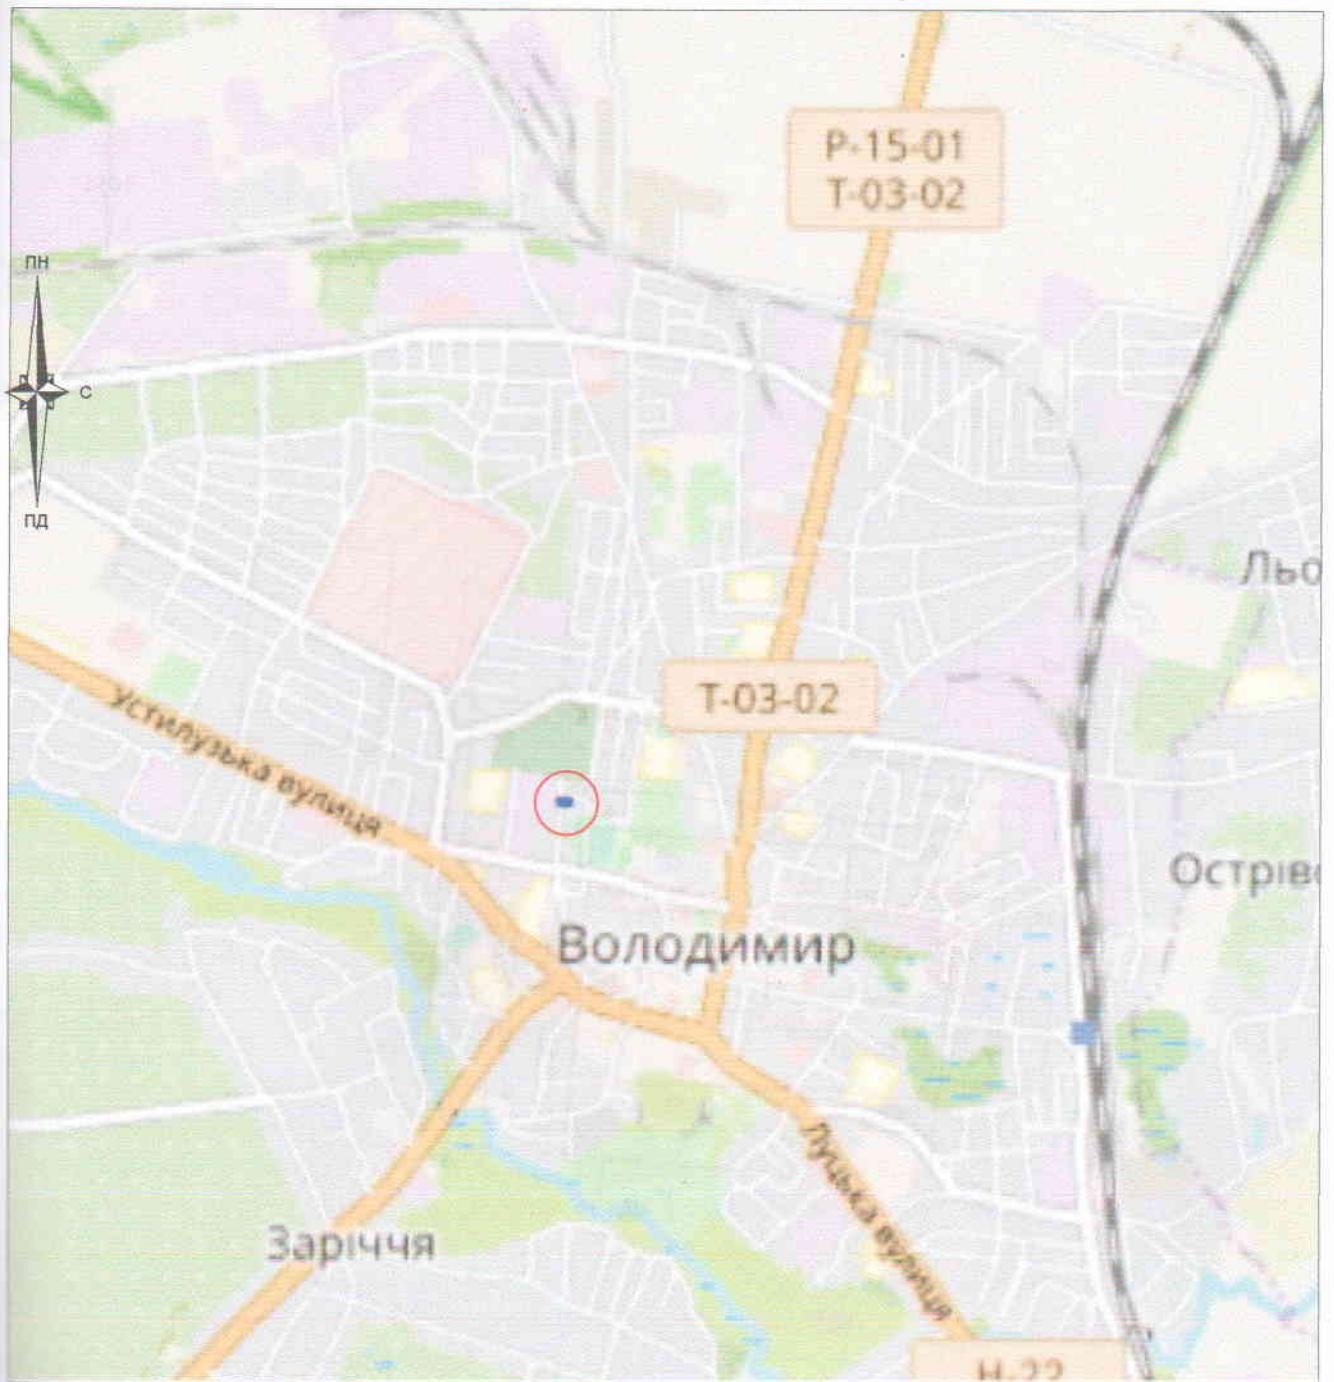 Р-15-01
Т-03-02
ПН
С
ПД
Льо
Т-03-02
Устилузька вулиця
Острів
Володимир
Луцька вулиця
Заріччя
Н-22